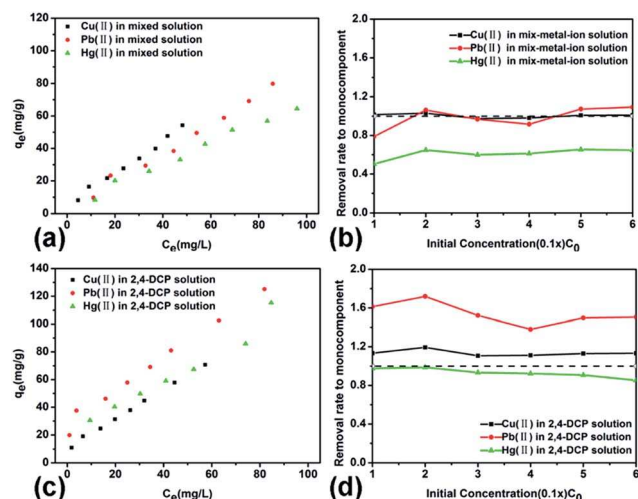 120
100
80
60
40
20
0
qe(mg/g)
Cu(Ⅱ) in mixed solution
Pb(Ⅱ) in mixed solution
Hg(Ⅱ) in mixed solution
0 20 40 60 80 100
Ce(mg/L)
(a)
2.0
1.6
1.2
0.8
0.4
0.0
Removal rate to monocomponent
Cu(Ⅱ) in mix-metal-ion solution
Pb(Ⅱ) in mix-metal-ion solution
Hg(Ⅱ) in mix-metal-ion solution
1 2 3 4 5 6
Initial Concentration(0.1x)C0
(b)
140
120
100
80
60
40
20
0
qe(mg/g)
Cu(Ⅱ) in 2,4-DCP solution
Pb(Ⅱ) in 2,4-DCP solution
Hg(Ⅱ) in 2,4-DCP solution
0 20 40 60 80 100
Ce(mg/L)
(c)
2.0
1.6
1.2
0.8
0.4
0.0
Removal rate to monocomponent
Cu(Ⅱ) in 2,4-DCP solution
Pb(Ⅱ) in 2,4-DCP solution
Hg(Ⅱ) in 2,4-DCP solution
1 2 3 4 5 6
Initial Concentration(0.1x)C0
(d)